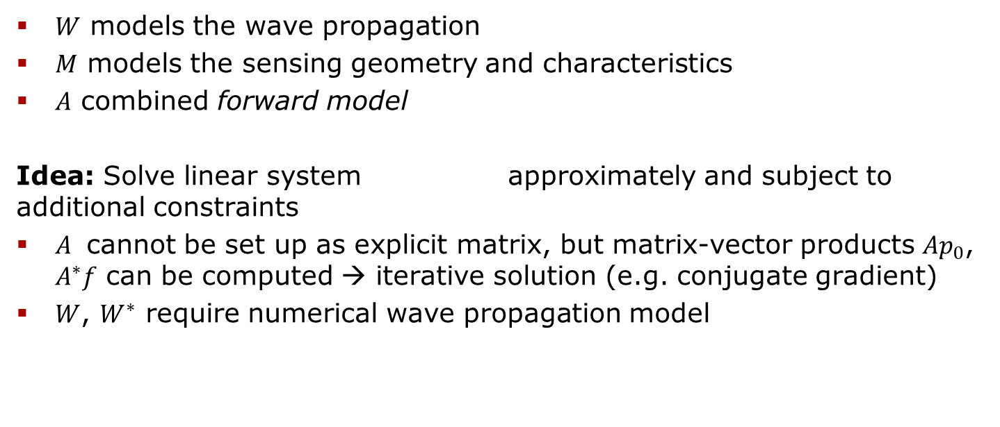 ▪ W models the wave propagation
▪ M models the sensing geometry and characteristics
▪ A combined forward model
Idea: Solve linear system approximately and subject to
additional constraints
▪ A cannot be set up as explicit matrix, but matrix-vector products Ap₀,
A*f can be computed → iterative solution (e.g. conjugate gradient)
▪ W, W* require numerical wave propagation model